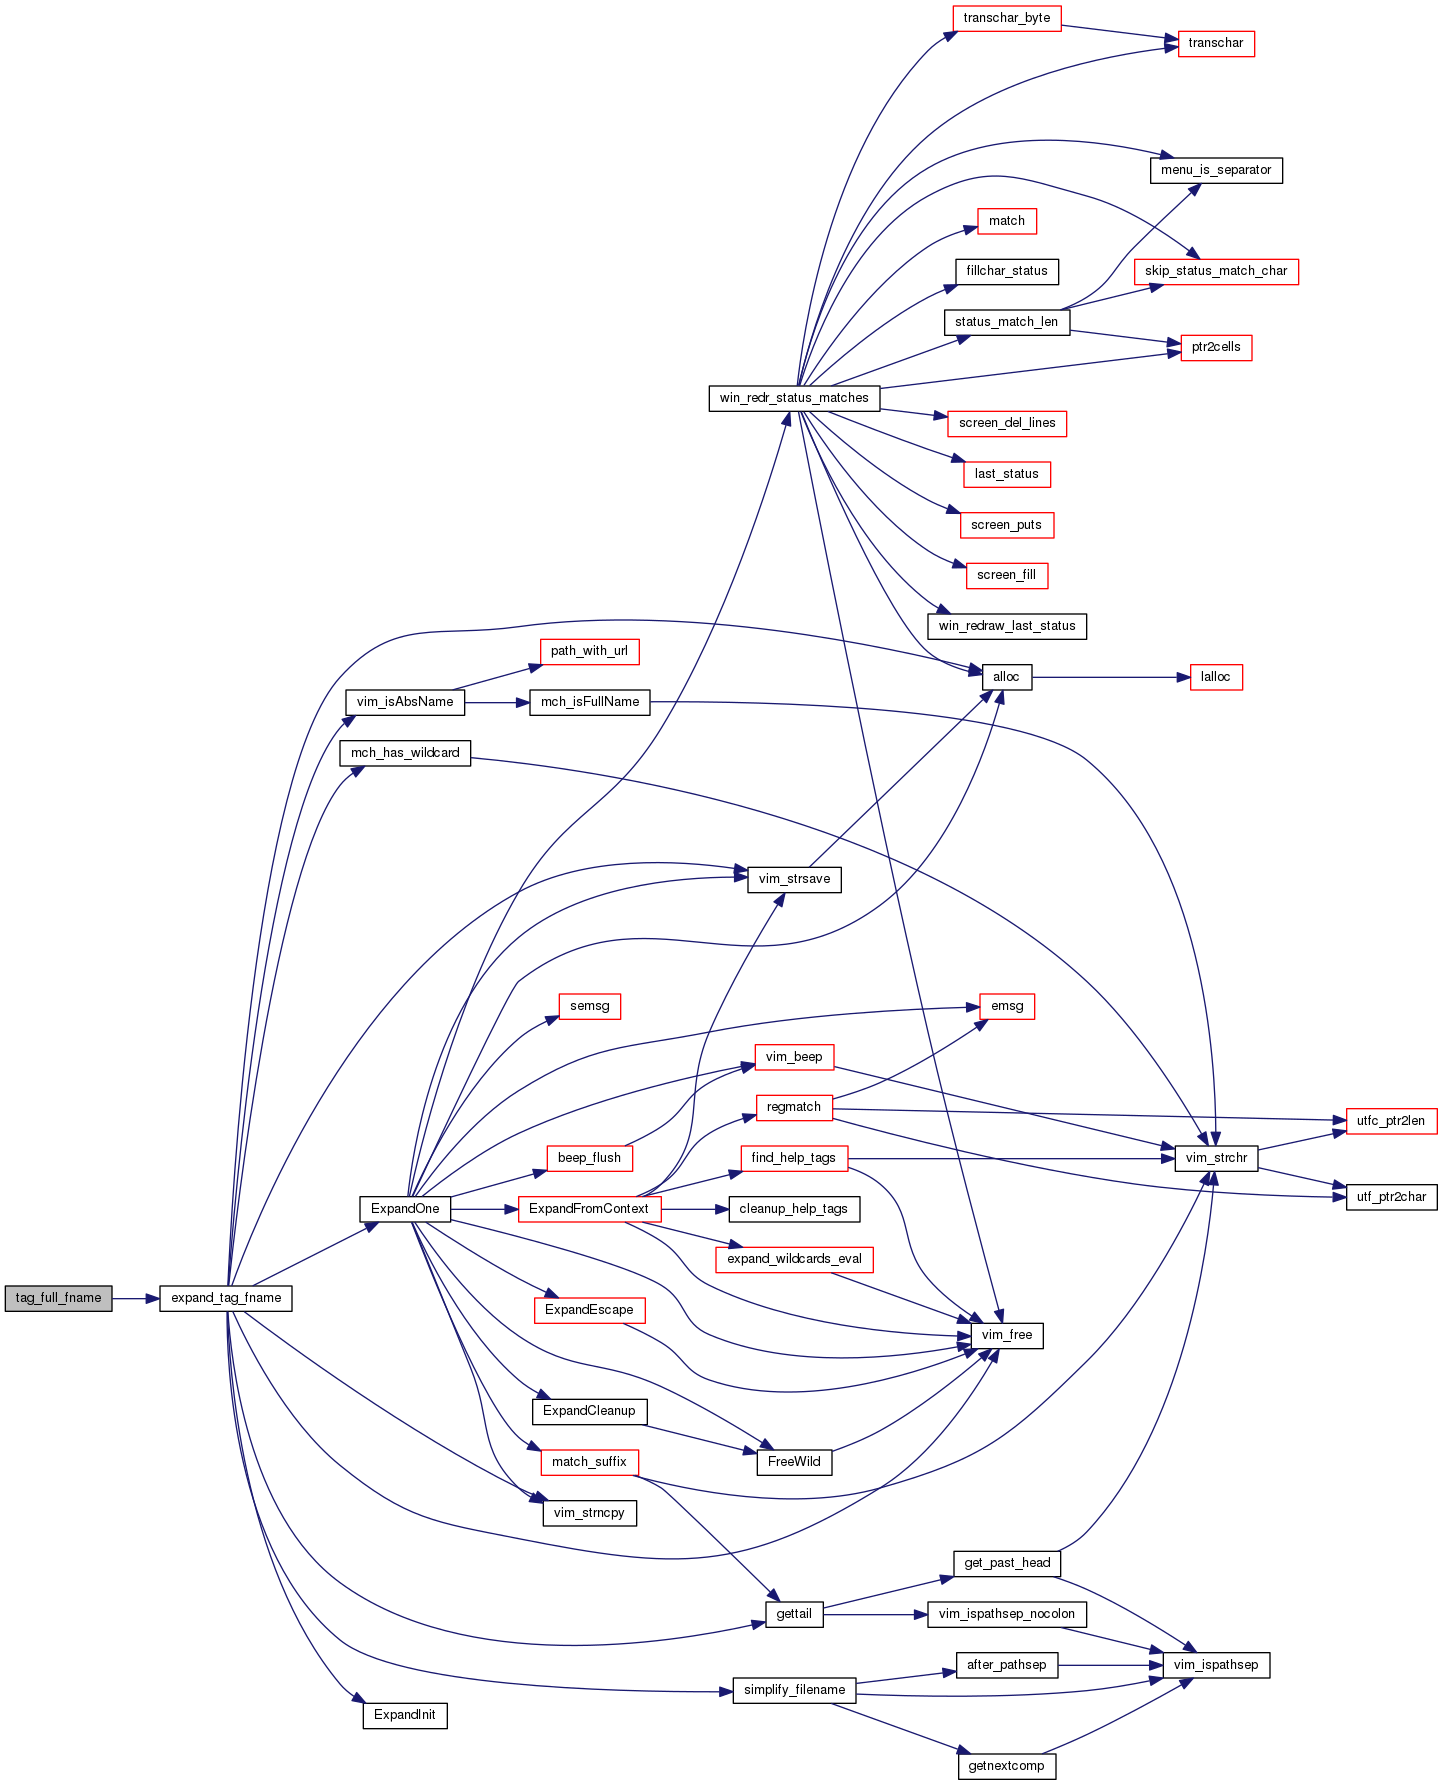 transchar_byte
transchar
menu_is_separator
match
fillchar_status
skip_status_match_char
status_match_len
ptr2cells
win_redr_status_matches
screen_del_lines
last_status
screen_puts
screen_fill
win_redraw_last_status
path_with_url
alloc
lalloc
vim_isAbsName
mch_isFullName
mch_has_wildcard
vim_strsave
semsg
emsg
vim_beep
regmatch
utfc_ptr2len
beep_flush
find_help_tags
vim_strchr
utf_ptr2char
ExpandOne
ExpandFromContext
cleanup_help_tags
expand_wildcards_eval
tag_full_fname
expand_tag_fname
ExpandEscape
vim_free
ExpandCleanup
match_suffix
FreeWild
vim_strncpy
get_past_head
gettail
vim_ispathsep_nocolon
after_pathsep
vim_ispathsep
simplify_filename
ExpandInit
getnextcomp